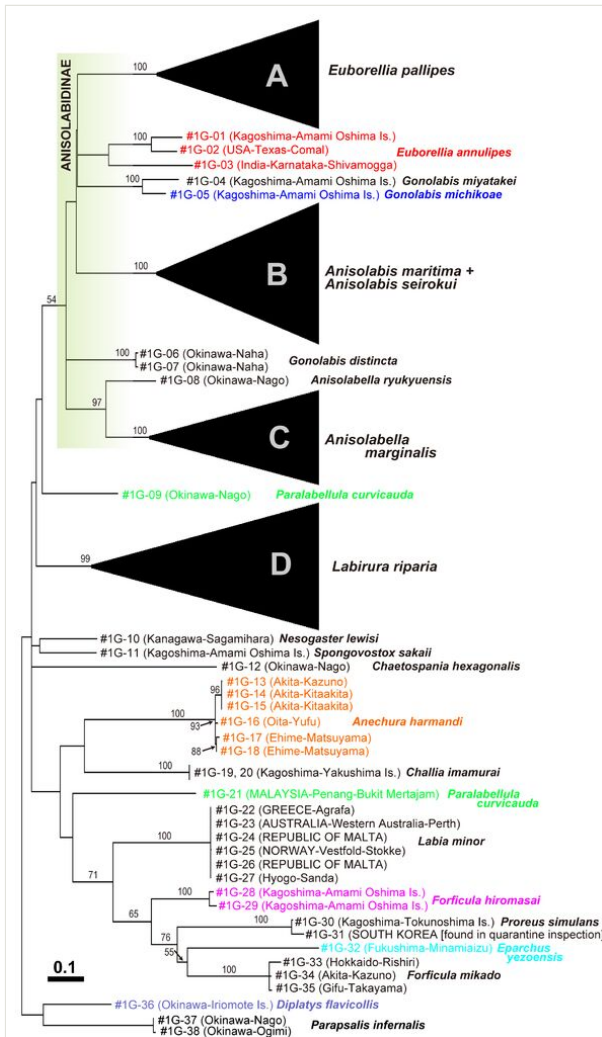 ANISOLABIDINAE
100
A
Euborellia pallipes
100
#1G-01 (Kagoshima-Amami Oshima Is.)
#1G-02 (USA-Texas-Comal)
Euborellia annulipes
#1G-03 (India-Karnataka-Shivamogga)
100
#1G-04 (Kagoshima-Amami Oshima Is.) Gonolabis miyatakei
#1G-05 (Kagoshima-Amami Oshima Is.) Gonolabis michikoae
100
B
Anisolabis maritima +
Anisolabis seirokui
54
100
#1G-06 (Okinawa-Naha)
#1G-07 (Okinawa-Naha)
Gonolabis distincta
#1G-08 (Okinawa-Nago) Anisolabella ryukyuensis
97
100
C
Anisolabella
marginalis
#1G-09 (Okinawa-Nago) Paralabellula curvicauda
99
D
Labirura riparia
#1G-10 (Kanagawa-Sagamihara) Nesogaster lewisi
#1G-11 (Kagoshima-Amami Oshima Is.) Spongovostox sakaii
#1G-12 (Okinawa-Nago) Chaetospania hexagonalis
96
#1G-13 (Akita-Kazuno)
#1G-14 (Akita-Kitaakita)
#1G-15 (Akita-Kitaakita)
100
93
#1G-16 (Oita-Yufu) Anechura harmandi
#1G-17 (Ehime-Matsuyama)
88
#1G-18 (Ehime-Matsuyama)
100
#1G-19, 20 (Kagoshima-Yakushima Is.) Challia imamurai
#1G-21 (MALAYSIA-Penang-Bukit Mertajam) Paralabellula
curvicauda
71
100
#1G-22 (GREECE-Agrafa)
#1G-23 (AUSTRALIA-Western Australia-Perth)
#1G-24 (REPUBLIC OF MALTA)
Labia minor
#1G-25 (NORWAY-Vestfold-Stokke)
#1G-26 (REPUBLIC OF MALTA)
#1G-27 (Hyogo-Sanda)
65
100
#1G-28 (Kagoshima-Amami Oshima Is.)
#1G-29 (Kagoshima-Amami Oshima Is.)
Forficula hiromasai
76
100
#1G-30 (Kagoshima-Tokunoshima Is.) Proreus simulans
#1G-31 (SOUTH KOREA [found in quarantine inspection])
55
#1G-32 (Fukushima-Minamiaizu) Eparchus
yezoensis
100
#1G-33 (Hokkaido-Rishiri)
#1G-34 (Akita-Kazuno) Forficula mikado
#1G-35 (Gifu-Takayama)
0.1
#1G-36 (Okinawa-Iriomote Is.) Diplatys flavicollis
100
#1G-37 (Okinawa-Nago)
#1G-38 (Okinawa-Ogimi)
Parapsalis infernalis